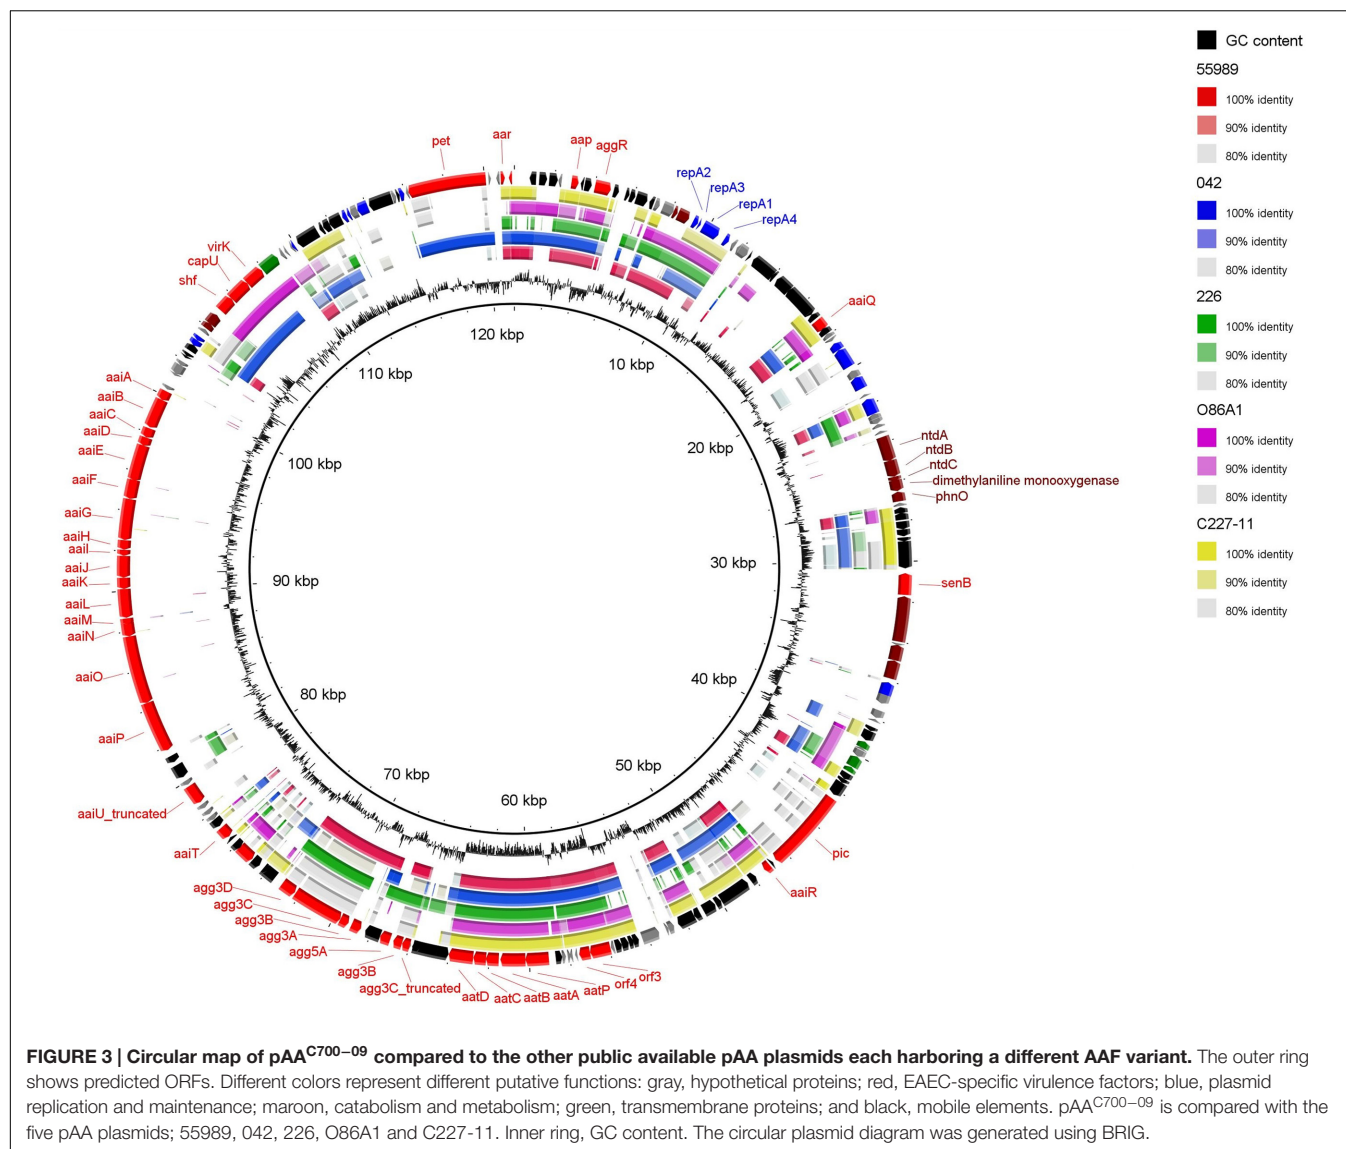 GC content
55989
100% identity
90% identity
80% identity
042
100% identity
90% identity
80% identity
226
100% identity
90% identity
80% identity
O86A1
100% identity
90% identity
80% identity
C227-11
100% identity
90% identity
80% identity
pet
aar
aap
aggR
repA2
repA3
repA1
repA4
aaiQ
ntdA
ntdB
ntdC
dimethylaniline monooxygenase
phnO
senB
pic
aaiR
orf3
orf4
aatP
aatA
aatB
aatC
aatD
agg3C_truncated
agg3B
agg5A
agg3A
agg3B
agg3C
agg3D
aaiT
aaiU_truncated
aaiP
aaiO
aaiN
aaiM
aaiL
aaiK
aaiJ
aaiI
aaiH
aaiG
aaiF
aaiE
aaiD
aaiC
aaiB
aaiA
shf
capU
virK
120 kbp
10 kbp
20 kbp
30 kbp
40 kbp
50 kbp
60 kbp
70 kbp
80 kbp
90 kbp
100 kbp
110 kbp
FIGURE 3 | Circular map of pAA^C700−09 compared to the other public available pAA plasmids each harboring a different AAF variant. The outer ring
shows predicted ORFs. Different colors represent different putative functions: gray, hypothetical proteins; red, EAEC-specific virulence factors; blue, plasmid
replication and maintenance; maroon, catabolism and metabolism; green, transmembrane proteins; and black, mobile elements. pAA^C700−09 is compared with the
five pAA plasmids; 55989, 042, 226, O86A1 and C227-11. Inner ring, GC content. The circular plasmid diagram was generated using BRIG.